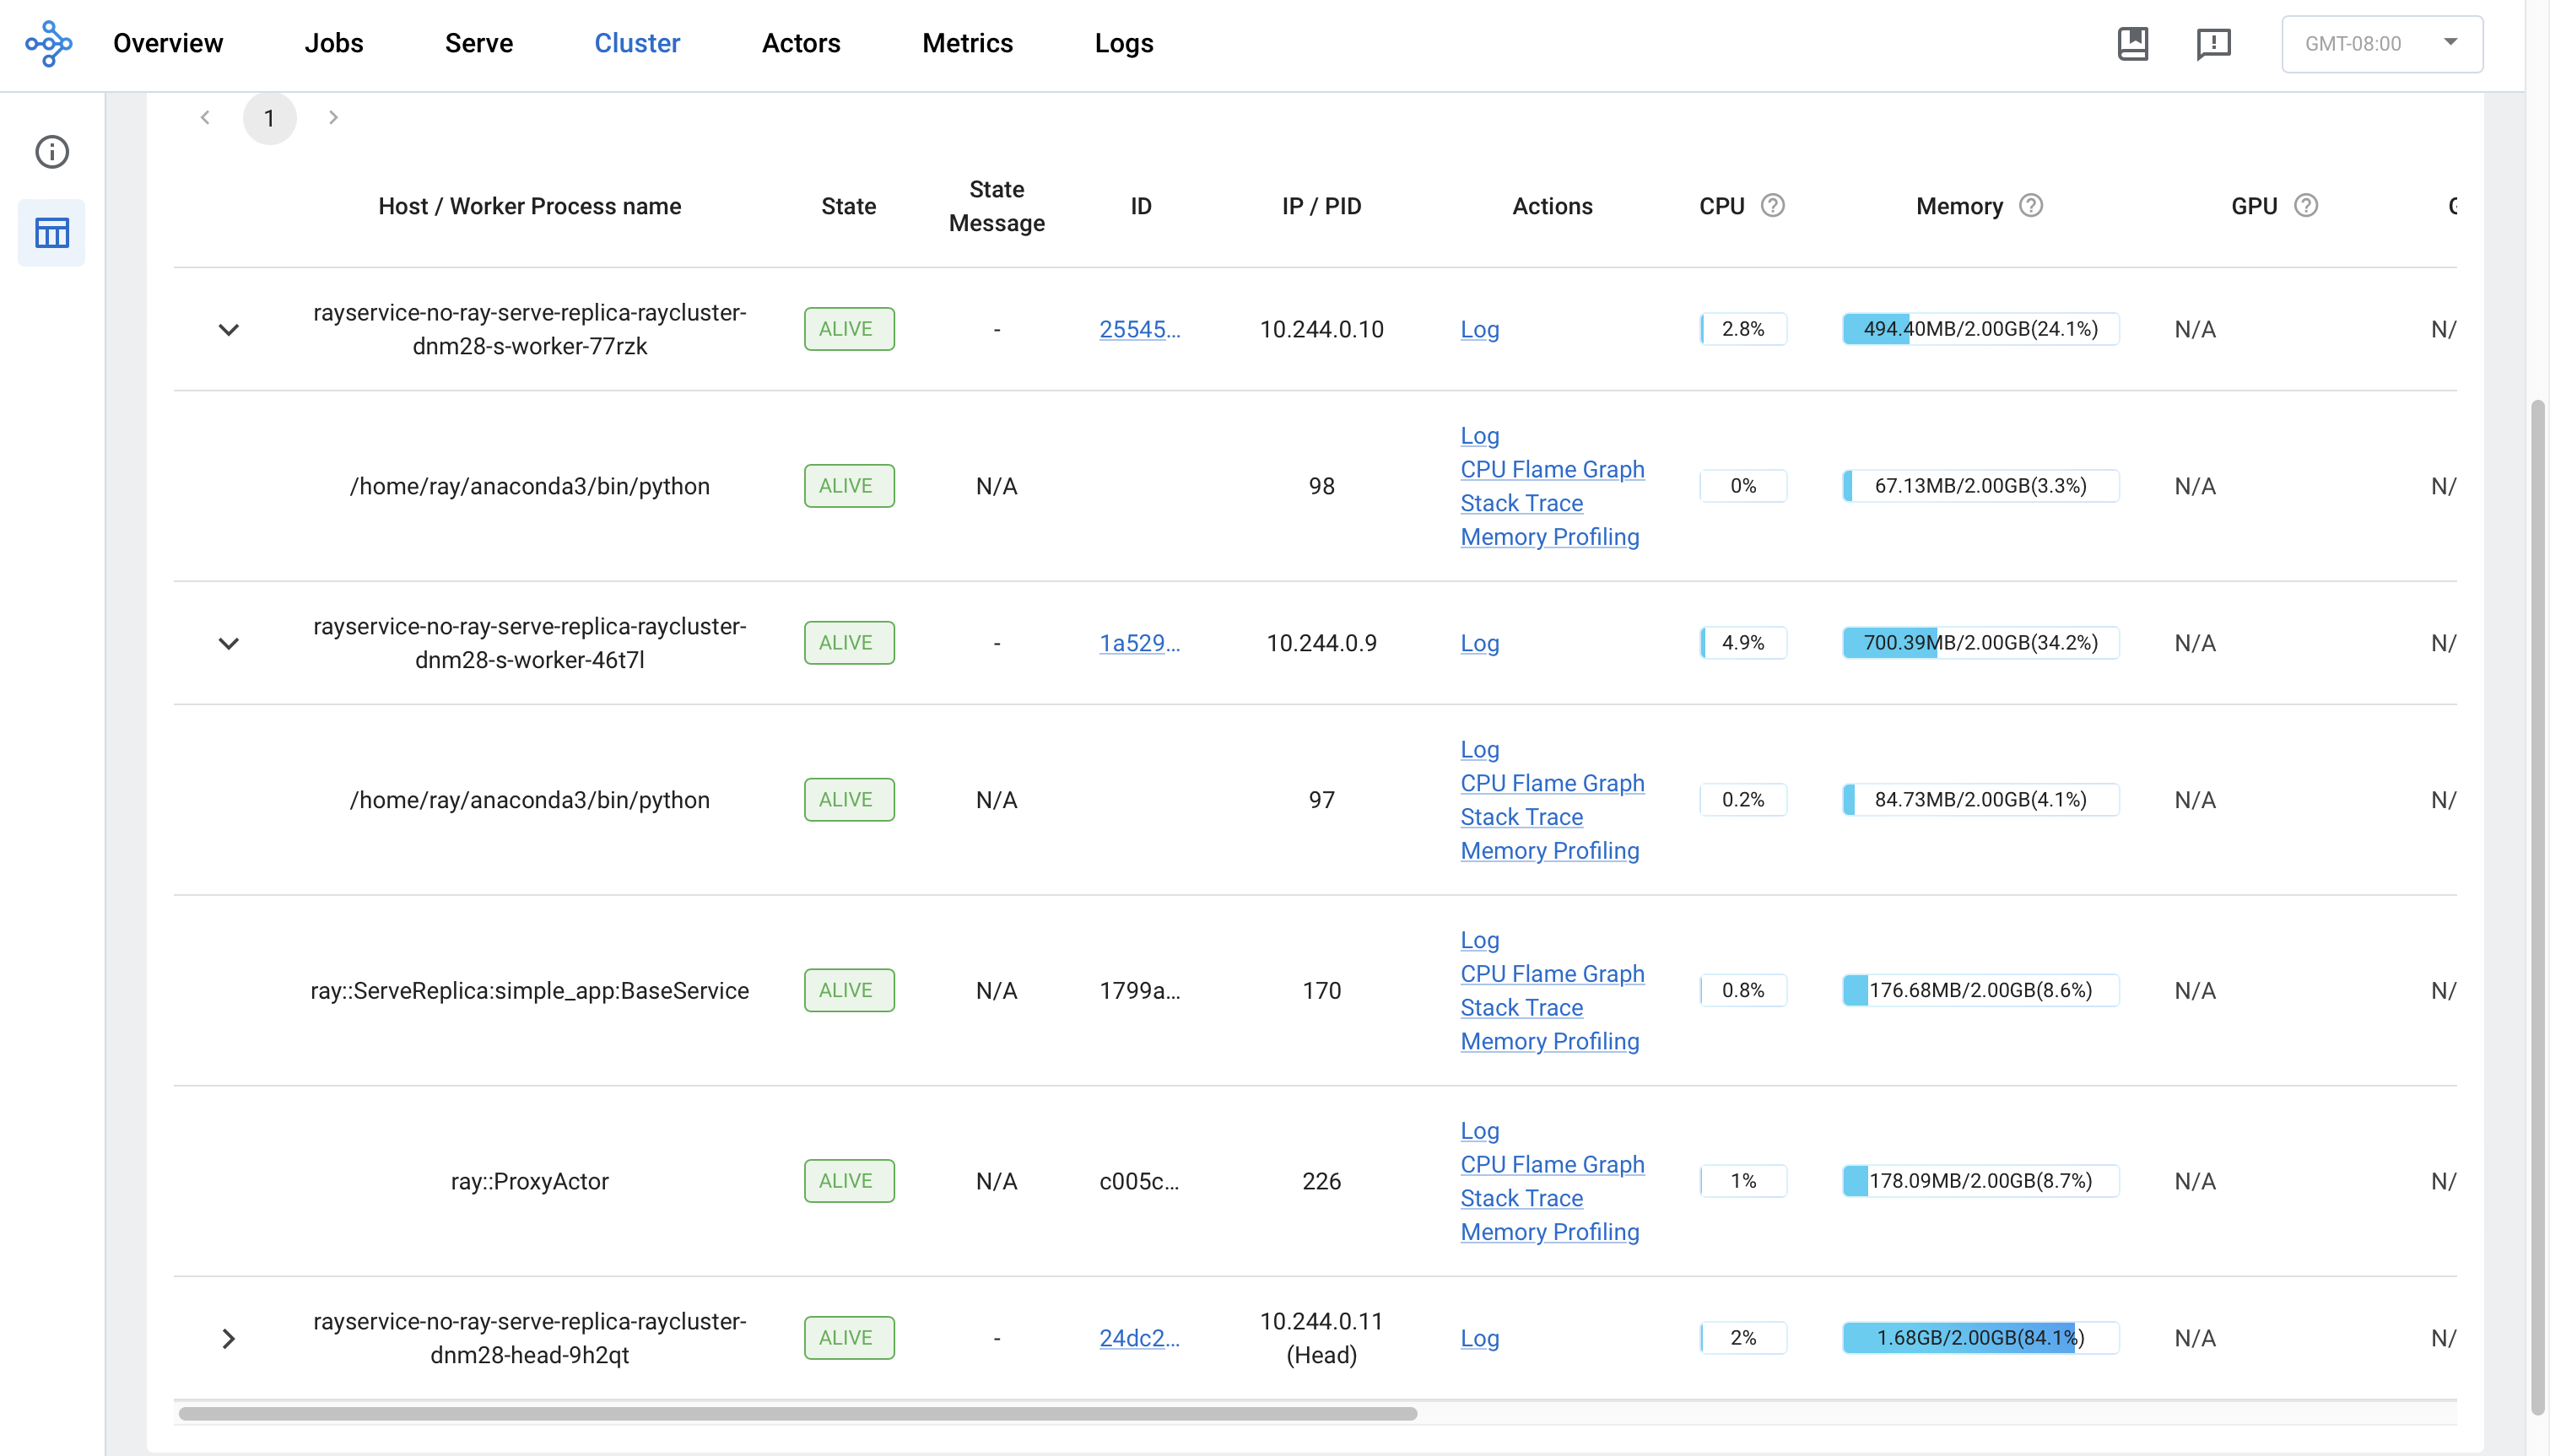 Overview Jobs Serve Cluster Actors Metrics Logs GMT-08:00
1
Host / Worker Process name State State Message ID IP / PID Actions CPU Memory GPU
rayservice-no-ray-serve-replica-raycluster-
dnm28-s-worker-77rzk
ALIVE - 25545... 10.244.0.10 Log 2.8% 494.40MB/2.00GB(24.1%) N/A N/
/home/ray/anaconda3/bin/python ALIVE N/A 98
Log
CPU Flame Graph
Stack Trace
Memory Profiling
0% 67.13MB/2.00GB(3.3%) N/A N/
rayservice-no-ray-serve-replica-raycluster-
dnm28-s-worker-46t7l
ALIVE - 1a529... 10.244.0.9 Log 4.9% 700.39MB/2.00GB(34.2%) N/A N/
/home/ray/anaconda3/bin/python ALIVE N/A 97
Log
CPU Flame Graph
Stack Trace
Memory Profiling
0.2% 84.73MB/2.00GB(4.1%) N/A N/
ray::ServeReplica:simple_app:BaseService ALIVE N/A 1799a... 170
Log
CPU Flame Graph
Stack Trace
Memory Profiling
0.8% 176.68MB/2.00GB(8.6%) N/A N/
ray::ProxyActor ALIVE N/A c005c... 226
Log
CPU Flame Graph
Stack Trace
Memory Profiling
1% 178.09MB/2.00GB(8.7%) N/A N/
rayservice-no-ray-serve-replica-raycluster-
dnm28-head-9h2qt
ALIVE - 24dc2...
10.244.0.11
(Head)
Log 2% 1.68GB/2.00GB(84.1%) N/A N/